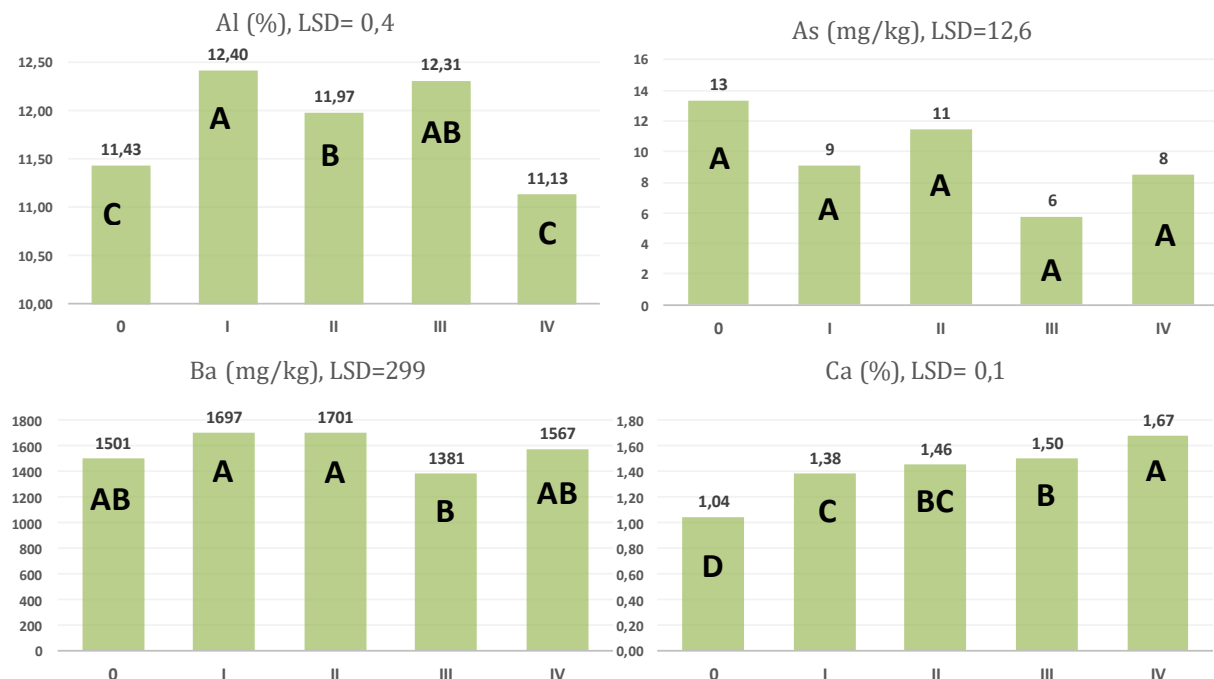 Al (%), LSD= 0,4
12,50
12,00
11,50
11,00
10,50
10,00
11,43
12,40
11,97
12,31
11,13
C
A
B
AB
C
0 I II III IV
As (mg/kg), LSD=12,6
16
14
12
10
8
6
4
2
0
13
9
11
6
8
A
A
A
A
A
0 I II III IV
Ba (mg/kg), LSD=299
1800
1600
1400
1200
1000
800
600
400
200
0
1501
1697
1701
1381
1567
AB
A
A
B
AB
0 I II III IV
Ca (%), LSD= 0,1
1,80
1,60
1,40
1,20
1,00
0,80
0,60
0,40
0,20
0,00
1,04
1,38
1,46
1,50
1,67
D
C
BC
B
A
0 I II III IV